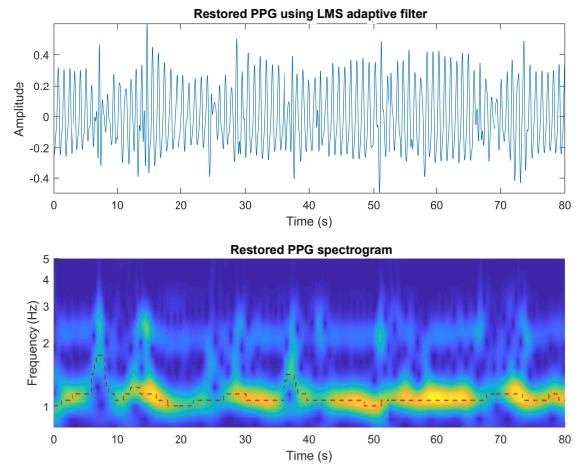 Restored PPG using LMS adaptive filter
Amplitude
0.4
0.2
0
-0.2
-0.4
0 10 20 30 40 50 60 70 80
Time (s)
Restored PPG spectrogram
Frequency (Hz)
5
4
3
2
1
0 10 20 30 40 50 60 70 80
Time (s)